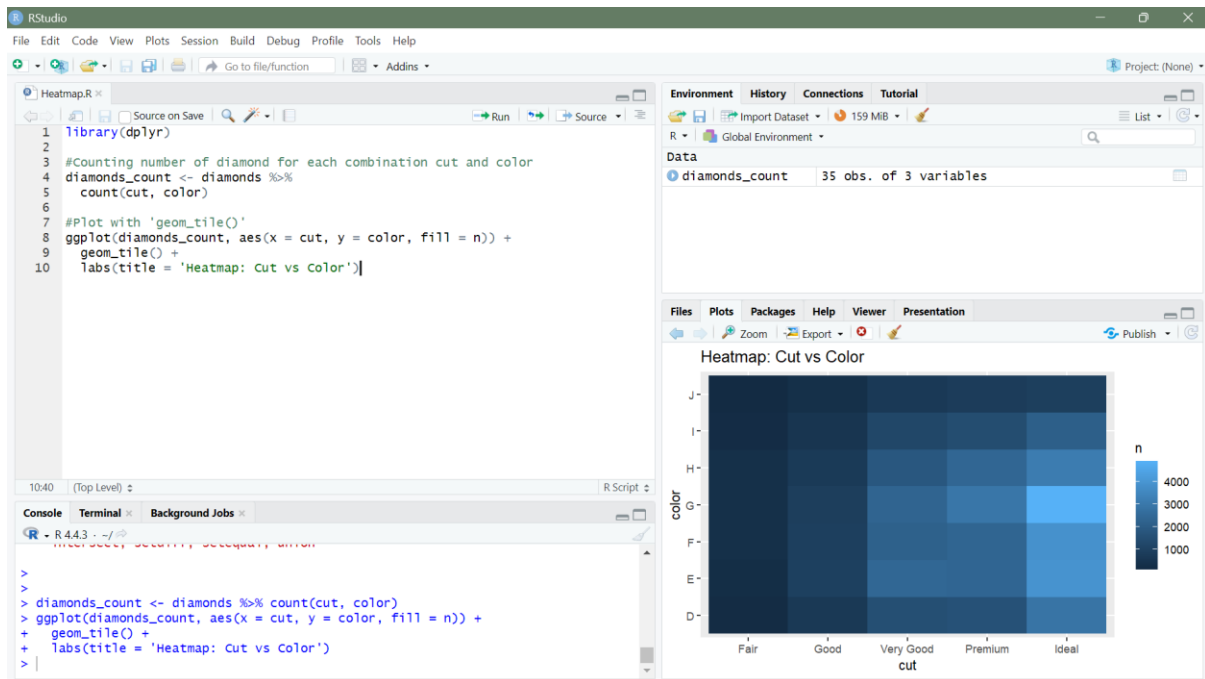 RStudio
File Edit Code View Plots Session Build Debug Profile Tools Help
Go to file/function Addins Project: (None)
Heatmap.R
Source on Save Run Source
1 library(dplyr)
2
3 #Counting number of diamond for each combination cut and color
4 diamonds_count <- diamonds %>%
5 count(cut, color)
6
7 #Plot with 'geom_tile()'
8 ggplot(diamonds_count, aes(x = cut, y = color, fill = n)) +
9 geom_tile() +
10 labs(title = 'Heatmap: Cut vs Color')
10:40 (Top Level) R Script
Console Terminal Background Jobs
R 4.4.3 · ~/
>
>
> diamonds_count <- diamonds %>% count(cut, color)
> ggplot(diamonds_count, aes(x = cut, y = color, fill = n)) +
+ geom_tile() +
+ labs(title = 'Heatmap: Cut vs Color')
>
Environment History Connections Tutorial
Import Dataset 159 MiB List
R Global Environment
Data
diamonds_count 35 obs. of 3 variables
Files Plots Packages Help Viewer Presentation
Zoom Export Publish
Heatmap: Cut vs Color
J
I
H
G
F
E
D
color
Fair Good Very Good Premium Ideal
cut
n
4000
3000
2000
1000